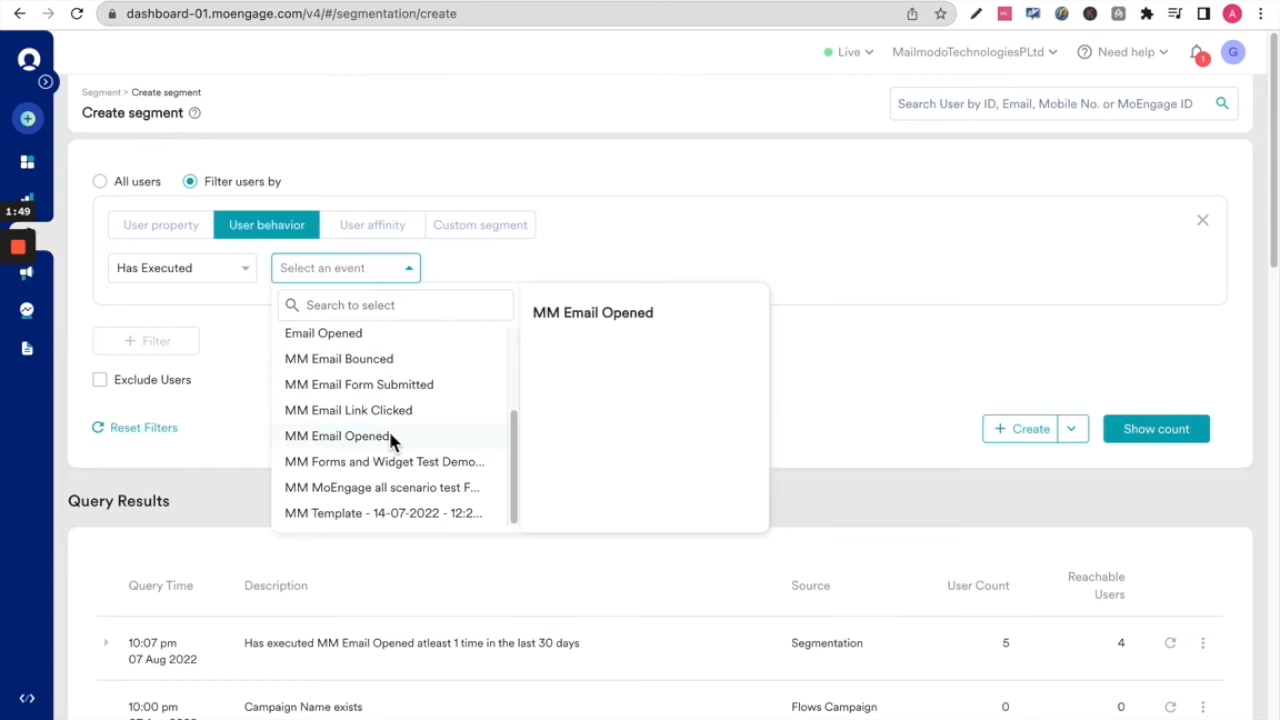 dashboard-01.moengage.com/v4/#/segmentation/create
A
Live
MailmodoTechnologiesPLtd
Need help
1
G
Segment > Create segment
Create segment
Search User by ID, Email, Mobile No. or MoEngage ID
All users
Filter users by
1:49
User property
User behavior
User affinity
Custom segment
Has Executed
Select an event
Search to select
MM Email Opened
Email Opened
MM Email Bounced
+ Filter
MM Email Form Submitted
Exclude Users
MM Email Link Clicked
Reset Filters
+ Create
Show count
MM Email Opened
MM Forms and Widget Test Demo...
MM MoEngage all scenario test F...
MM Template - 14-07-2022 - 12:2...
Query Results
Query Time
Description
Source
User Count
Reachable
Users
10:07 pm
07 Aug 2022
Has executed MM Email Opened atleast 1 time in the last 30 days
Segmentation
5
4
10:00 pm
Campaign Name exists
Flows Campaign
0
0